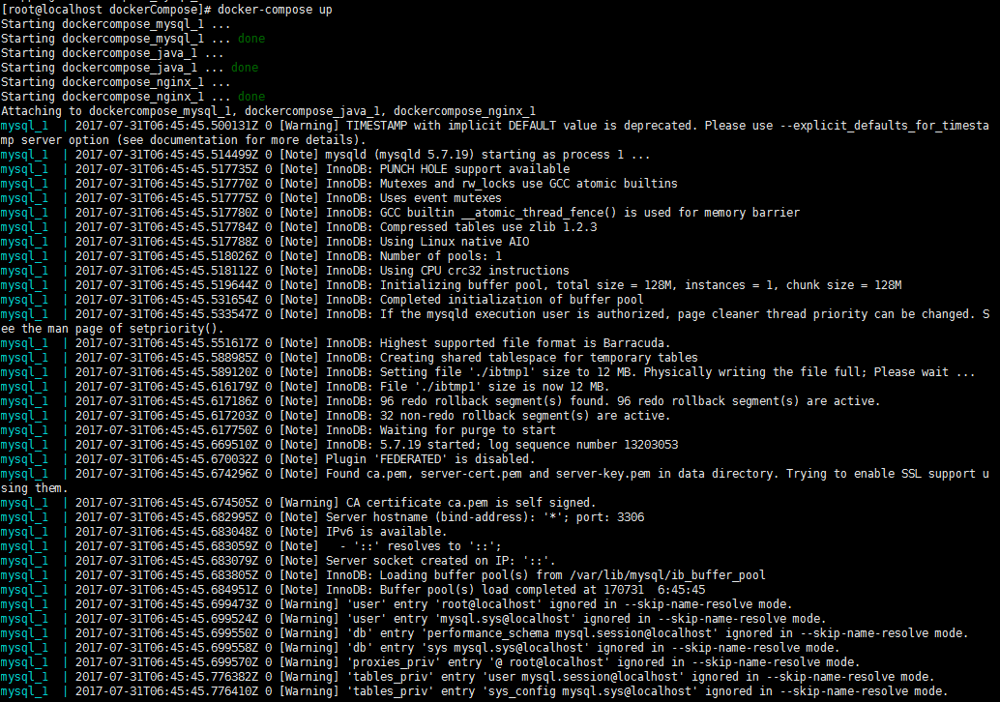 [root@localhost dockerCompose]# docker-compose up
Starting dockercompose_mysql_1 ...
Starting dockercompose_mysql_1 ... done
Starting dockercompose_java_1 ...
Starting dockercompose_java_1 ... done
Starting dockercompose_nginx_1 ...
Starting dockercompose_nginx_1 ... done
Attaching to dockercompose_mysql_1, dockercompose_java_1, dockercompose_nginx_1
mysql_1  | 2017-07-31T06:45:45.500131Z 0 [Warning] TIMESTAMP with implicit DEFAULT value is deprecated. Please use --explicit_defaults_for_timesta
mp server option (see documentation for more details).
mysql_1  | 2017-07-31T06:45:45.514499Z 0 [Note] mysqld (mysqld 5.7.19) starting as process 1 ...
mysql_1  | 2017-07-31T06:45:45.517735Z 0 [Note] InnoDB: PUNCH HOLE support available
mysql_1  | 2017-07-31T06:45:45.517770Z 0 [Note] InnoDB: Mutexes and rw_locks use GCC atomic builtins
mysql_1  | 2017-07-31T06:45:45.517775Z 0 [Note] InnoDB: Uses event mutexes
mysql_1  | 2017-07-31T06:45:45.517780Z 0 [Note] InnoDB: GCC builtin __atomic_thread_fence() is used for memory barrier
mysql_1  | 2017-07-31T06:45:45.517784Z 0 [Note] InnoDB: Compressed tables use zlib 1.2.3
mysql_1  | 2017-07-31T06:45:45.517788Z 0 [Note] InnoDB: Using Linux native AIO
mysql_1  | 2017-07-31T06:45:45.518026Z 0 [Note] InnoDB: Number of pools: 1
mysql_1  | 2017-07-31T06:45:45.518112Z 0 [Note] InnoDB: Using CPU crc32 instructions
mysql_1  | 2017-07-31T06:45:45.519644Z 0 [Note] InnoDB: Initializing buffer pool, total size = 128M, instances = 1, chunk size = 128M
mysql_1  | 2017-07-31T06:45:45.531654Z 0 [Note] InnoDB: Completed initialization of buffer pool
mysql_1  | 2017-07-31T06:45:45.533547Z 0 [Note] InnoDB: If the mysqld execution user is authorized, page cleaner thread priority can be changed. S
ee the man page of setpriority().
mysql_1  | 2017-07-31T06:45:45.551617Z 0 [Note] InnoDB: Highest supported file format is Barracuda.
mysql_1  | 2017-07-31T06:45:45.588985Z 0 [Note] InnoDB: Creating shared tablespace for temporary tables
mysql_1  | 2017-07-31T06:45:45.589120Z 0 [Note] InnoDB: Setting file './ibtmp1' size to 12 MB. Physically writing the file full; Please wait ...
mysql_1  | 2017-07-31T06:45:45.616179Z 0 [Note] InnoDB: File './ibtmp1' size is now 12 MB.
mysql_1  | 2017-07-31T06:45:45.617186Z 0 [Note] InnoDB: 96 redo rollback segment(s) found. 96 redo rollback segment(s) are active.
mysql_1  | 2017-07-31T06:45:45.617203Z 0 [Note] InnoDB: 32 non-redo rollback segment(s) are active.
mysql_1  | 2017-07-31T06:45:45.617750Z 0 [Note] InnoDB: Waiting for purge to start
mysql_1  | 2017-07-31T06:45:45.669510Z 0 [Note] InnoDB: 5.7.19 started; log sequence number 13203053
mysql_1  | 2017-07-31T06:45:45.670032Z 0 [Note] Plugin 'FEDERATED' is disabled.
mysql_1  | 2017-07-31T06:45:45.674296Z 0 [Note] Found ca.pem, server-cert.pem and server-key.pem in data directory. Trying to enable SSL support u
sing them.
mysql_1  | 2017-07-31T06:45:45.674505Z 0 [Warning] CA certificate ca.pem is self signed.
mysql_1  | 2017-07-31T06:45:45.682995Z 0 [Note] Server hostname (bind-address): '*'; port: 3306
mysql_1  | 2017-07-31T06:45:45.683048Z 0 [Note] IPv6 is available.
mysql_1  | 2017-07-31T06:45:45.683059Z 0 [Note]   - '::' resolves to '::';
mysql_1  | 2017-07-31T06:45:45.683079Z 0 [Note] Server socket created on IP: '::'.
mysql_1  | 2017-07-31T06:45:45.683805Z 0 [Note] InnoDB: Loading buffer pool(s) from /var/lib/mysql/ib_buffer_pool
mysql_1  | 2017-07-31T06:45:45.684951Z 0 [Note] InnoDB: Buffer pool(s) load completed at 170731  6:45:45
mysql_1  | 2017-07-31T06:45:45.699473Z 0 [Warning] 'user' entry 'root@localhost' ignored in --skip-name-resolve mode.
mysql_1  | 2017-07-31T06:45:45.699524Z 0 [Warning] 'user' entry 'mysql.sys@localhost' ignored in --skip-name-resolve mode.
mysql_1  | 2017-07-31T06:45:45.699550Z 0 [Warning] 'db' entry 'performance_schema mysql.session@localhost' ignored in --skip-name-resolve mode.
mysql_1  | 2017-07-31T06:45:45.699558Z 0 [Warning] 'db' entry 'sys mysql.sys@localhost' ignored in --skip-name-resolve mode.
mysql_1  | 2017-07-31T06:45:45.699570Z 0 [Warning] 'proxies_priv' entry '@ root@localhost' ignored in --skip-name-resolve mode.
mysql_1  | 2017-07-31T06:45:45.776382Z 0 [Warning] 'tables_priv' entry 'user mysql.session@localhost' ignored in --skip-name-resolve mode.
mysql_1  | 2017-07-31T06:45:45.776410Z 0 [Warning] 'tables_priv' entry 'sys_config mysql.sys@localhost' ignored in --skip-name-resolve mode.